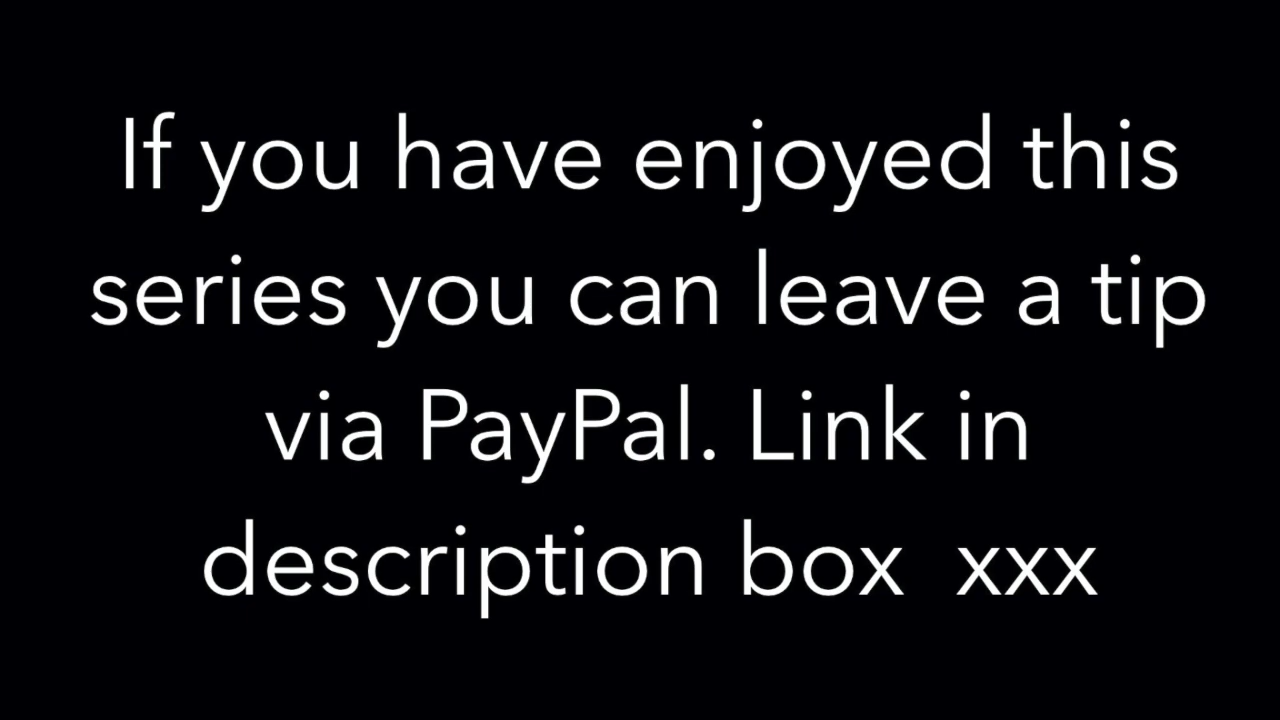 If you have enjoyed this
series you can leave a tip
via PayPal. Link in
description box  xxx